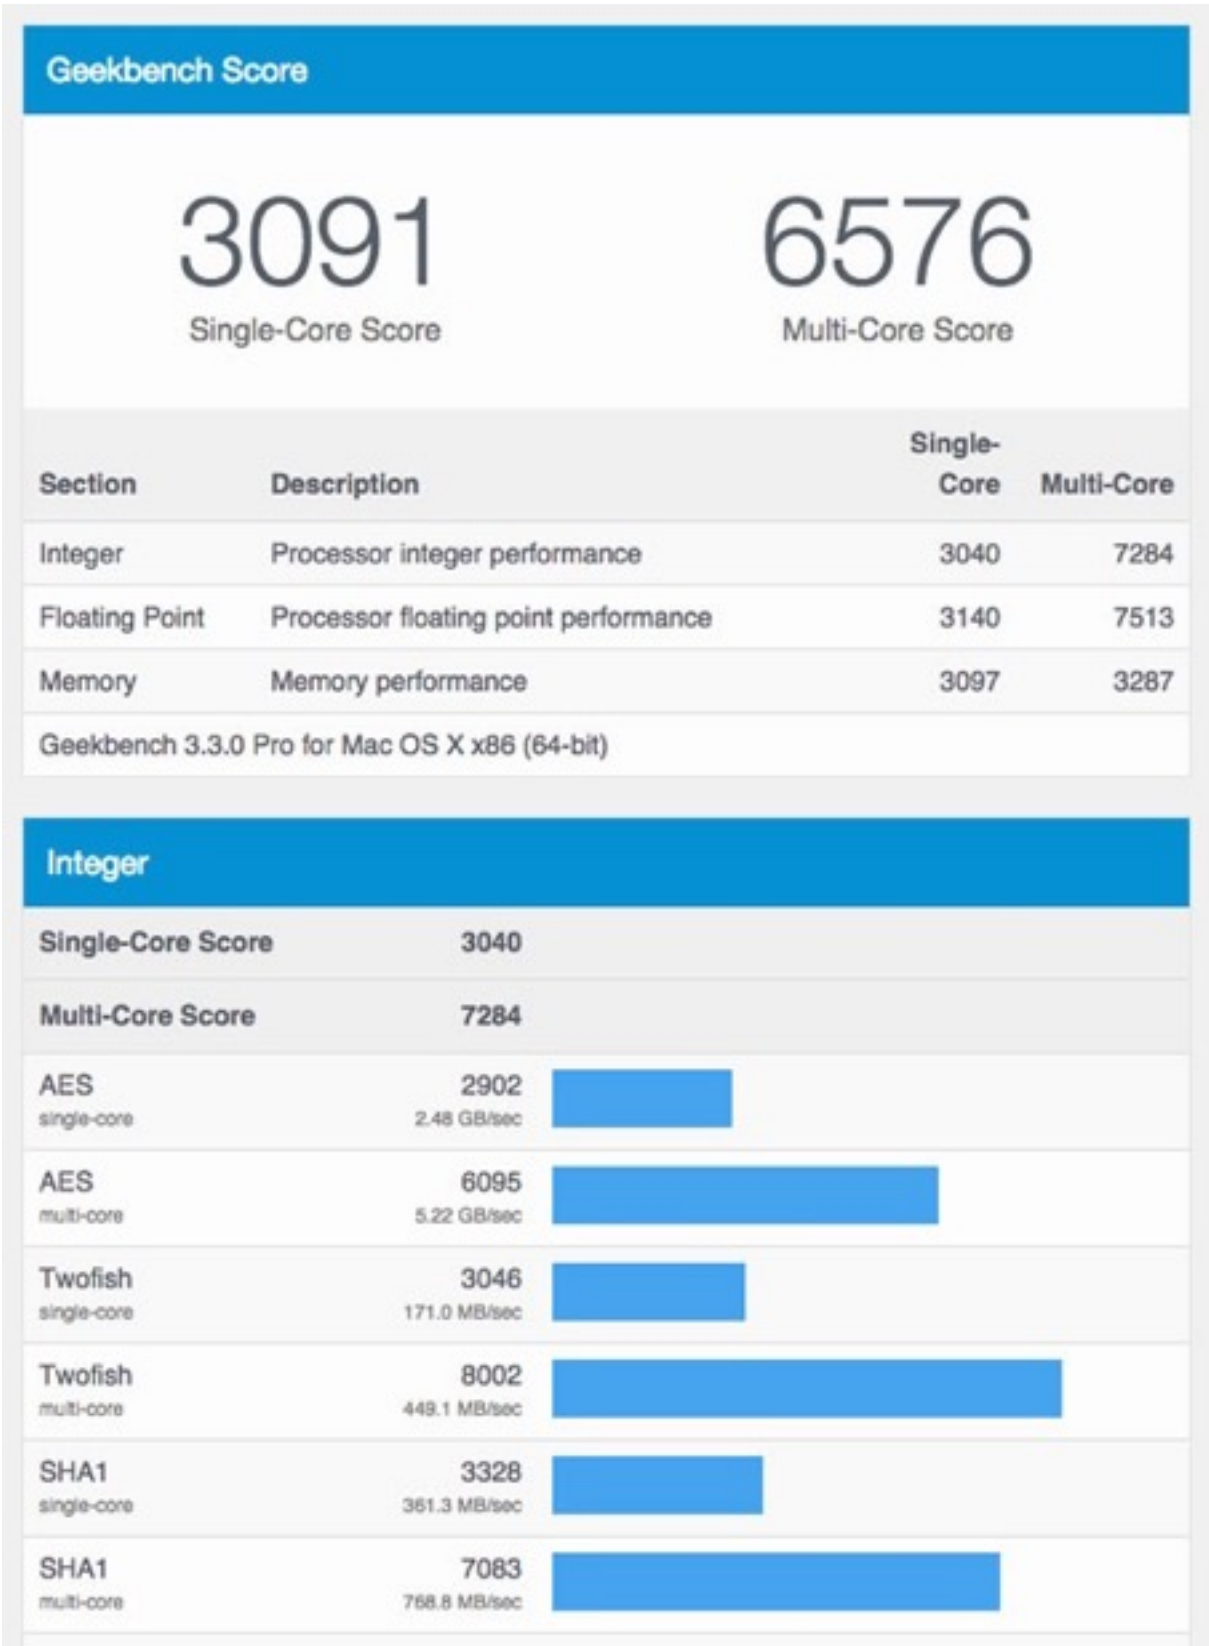 Geekbench Score
3091 6576
Single-Core Score Multi-Core Score
Single-
Section Description Core Multi-Core
Integer Processor integer performance 3040 7284
Floating Point Processor floating point performance 3140 7513
Memory Memory performance 3097 3287
Geekbench 3.3.0 Pro for Mac OS X x86 (64-bit)
Integer
Single-Core Score 3040
Multi-Core Score 7284
AES 2902
single-core 2.48 GB/sec
AES 6095
multi-core 5.22 GB/sec
Twofish 3046
single-core 171.0 MB/sec
Twofish 8002
multi-core 449.1 MB/sec
SHA1 3328
single-core 361.3 MB/sec
SHA1 7083
multi-core 768.8 MB/sec